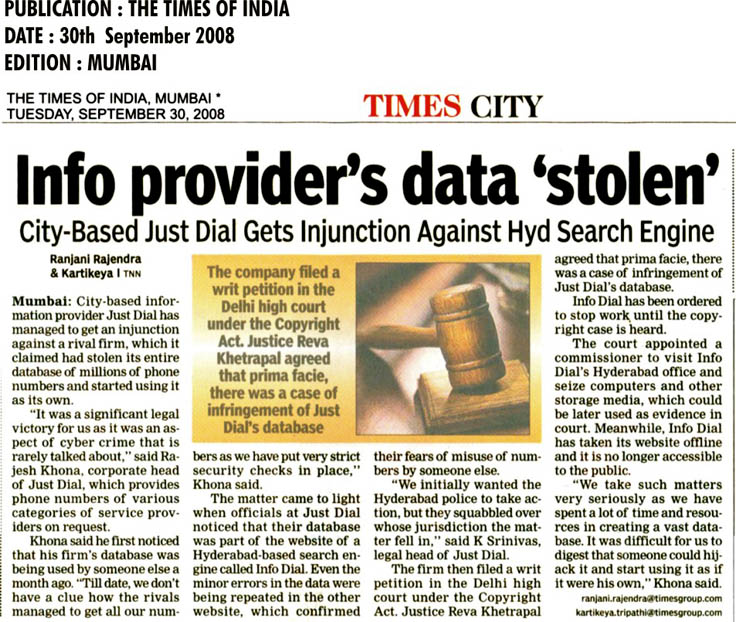 PUBLICATION : THE TIMES OF INDIA
DATE : 30th September 2008
EDITION : MUMBAI
THE TIMES OF INDIA, MUMBAI *
TUESDAY, SEPTEMBER 30, 2008
TIMES CITY
Info provider's data 'stolen'
City-Based Just Dial Gets Injunction Against Hyd Search Engine
Ranjani Rajendra
& Kartikeya I TNN
Mumbai: City-based infor-
mation provider Just Dial has
managed to get an injunction
against a rival firm, which it
claimed had stolen its entire
database of millions of phone
numbers and started using it
as its own.
"It was a significant legal
victory for us as it was an as-
pect of cyber crime that is
rarely talked about," said Ra-
jesh Khona, corporate head
of Just Dial, which provides
phone numbers of various
categories of service prov-
iders on request.
Khona said he first noticed
that his firm's database was
being used by someone else a
month ago. "Till date, we don't
have a clue how the rivals
managed to get all our num-
The company filed a
writ petition in the
Delhi high court
under the Copyright
Act. Justice Reva
Khetrapal agreed
that prima facie,
there was a case of
infringement of Just
Dial's database
bers as we have put very strict
security checks in place,"
Khona said.
The matter came to light
when officials at Just Dial
noticed that their database
was part of the website of a
Hyderabad-based search en-
gine called Info Dial. Even the
minor errors in the data were
being repeated in the other
website, which confirmed
their fears of misuse of num-
bers by someone else.
"We initially wanted the
Hyderabad police to take ac-
tion, but they squabbled over
whose jurisdiction the mat-
ter fell in," said K Srinivas,
legal head of Just Dial.
The firm then filed a writ
petition in the Delhi high
court under the Copyright
Act. Justice Reva Khetrapal
agreed that prima facie, there
was a case of infringement of
Just Dial's database.
Info Dial has been ordered
to stop work until the copy-
right case is heard.
The court appointed a
commissioner to visit Info
Dial's Hyderabad office and
seize computers and other
storage media, which could
be later used as evidence in
court. Meanwhile, Info Dial
has taken its website offline
and it is no longer accessible
to the public.
"We take such matters
very seriously as we have
spent a lot of time and resou-
rces in creating a vast data-
base. It was difficult for us to
digest that someone could hij-
ack it and start using it as if
it were his own," Khona said.
ranjani.rajendra@timesgroup.com
kartikeya.tripathi@timesgroup.com